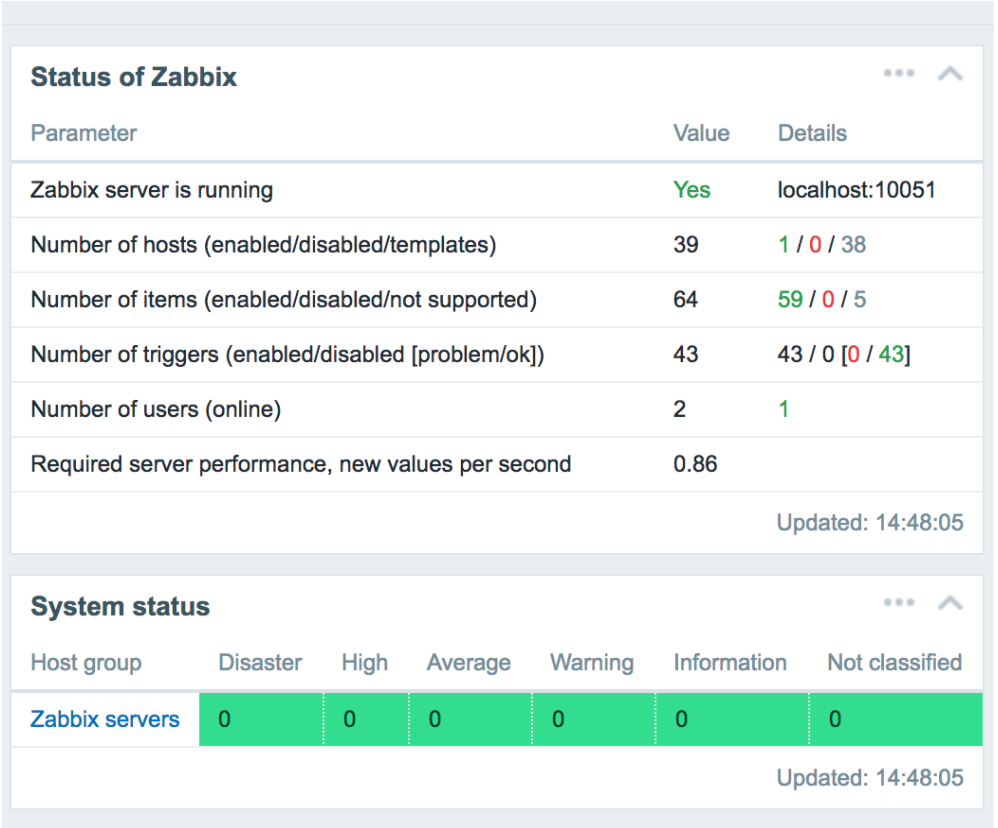 Status of Zabbix
Parameter Value Details
Zabbix server is running Yes localhost:10051
Number of hosts (enabled/disabled/templates) 39 1 / 0 / 38
Number of items (enabled/disabled/not supported) 64 59 / 0 / 5
Number of triggers (enabled/disabled [problem/ok]) 43 43 / 0 [0 / 43]
Number of users (online) 2 1
Required server performance, new values per second 0.86
Updated: 14:48:05
System status
Host group Disaster High Average Warning Information Not classified
Zabbix servers 0 0 0 0 0 0
Updated: 14:48:05